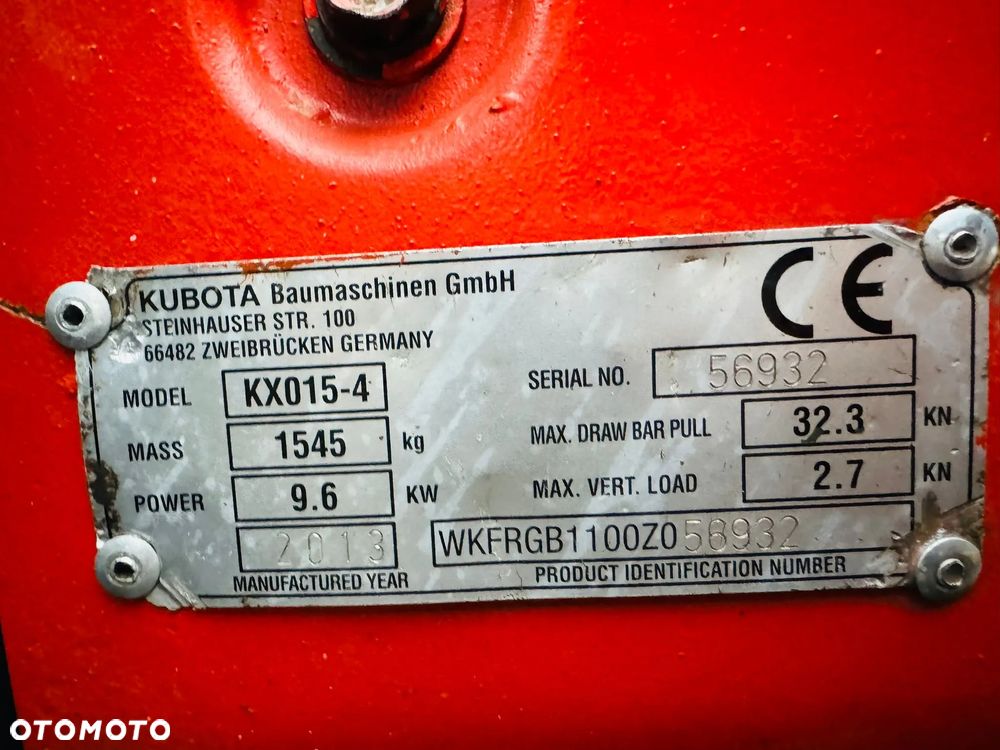 KUBOTA Baumaschinen GmbH
STEINHAUSER STR. 100
66482 ZWEIBRÜCKEN GERMANY
CE
MODEL KX015-4
SERIAL NO. 56932
MASS 1545 kg
MAX. DRAW BAR PULL 32.3 KN
POWER 9.6 KW
MAX. VERT. LOAD 2.7 KN
2013
MANUFACTURED YEAR
WKFRGB1100Z056932
PRODUCT IDENTIFICATION NUMBER
OTOMOTO